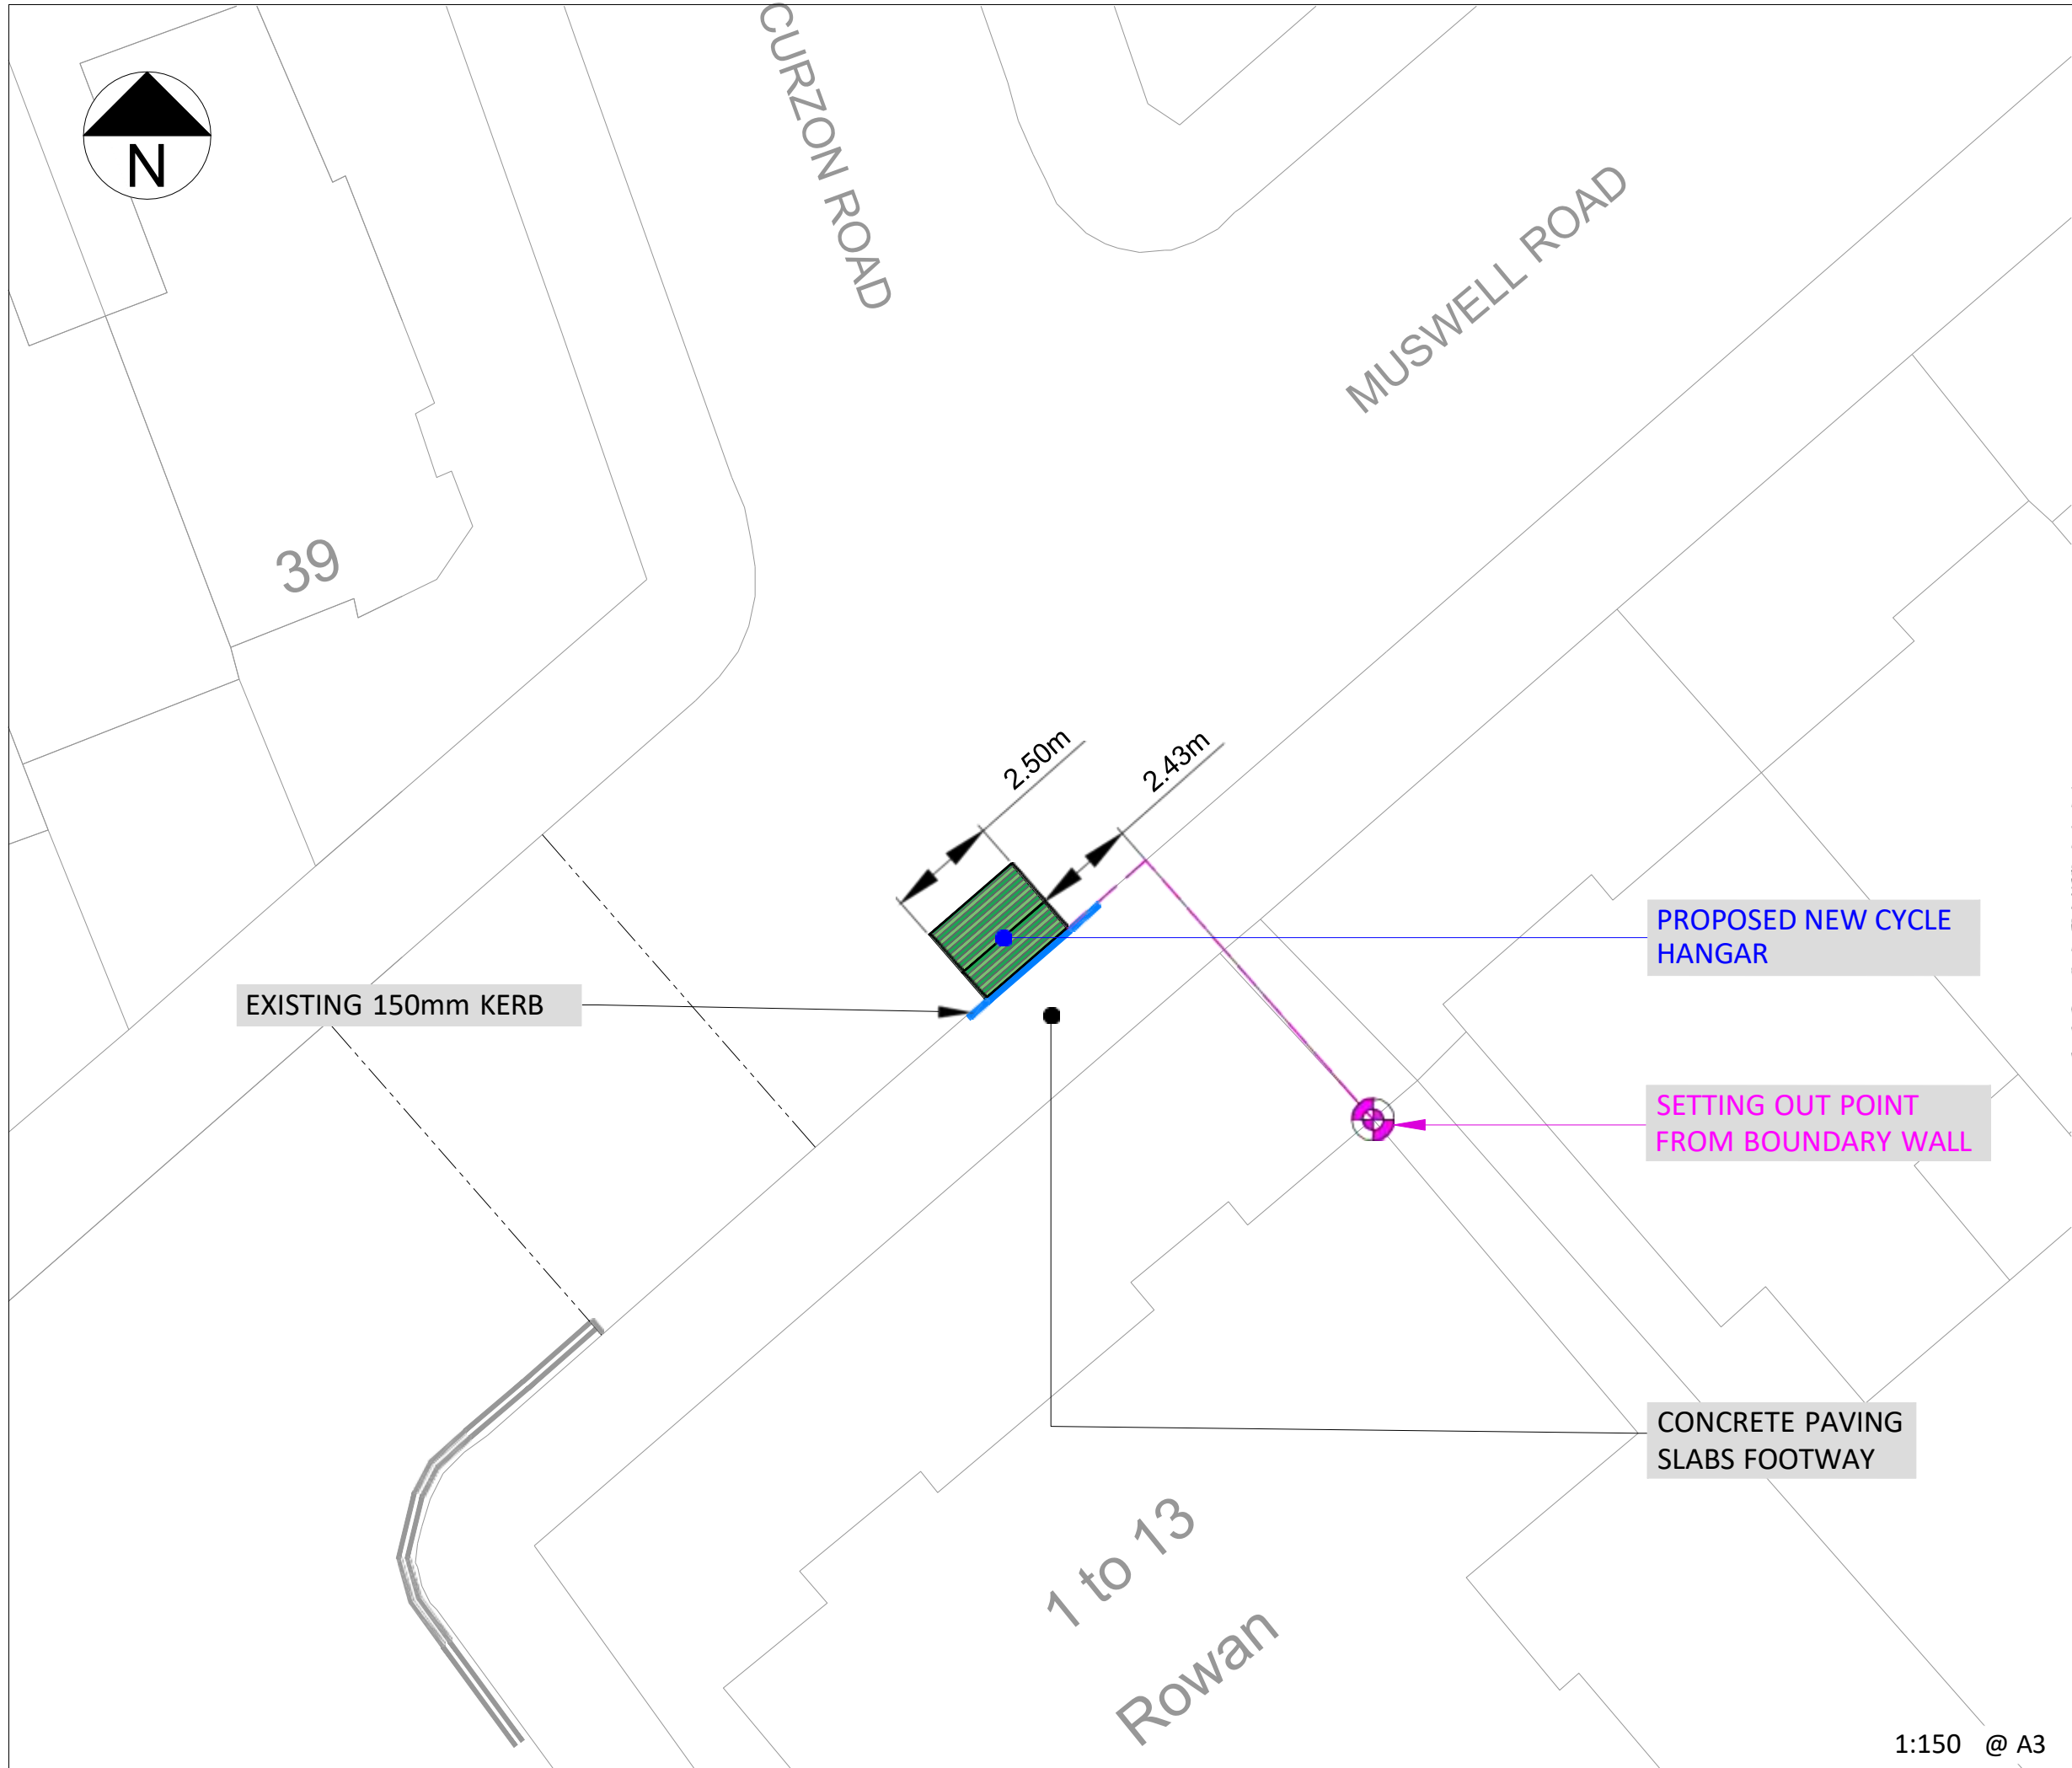 CURZON ROAD
N
MUSWELL ROAD
39
2.50m
2.43m
PROPOSED NEW CYCLE
HANGAR
EXISTING 150mm KERB
SETTING OUT POINT
FROM BOUNDARY WALL
CONCRETE PAVING
SLABS FOOTWAY
1 to 13
Rowan
1:150 @ A3